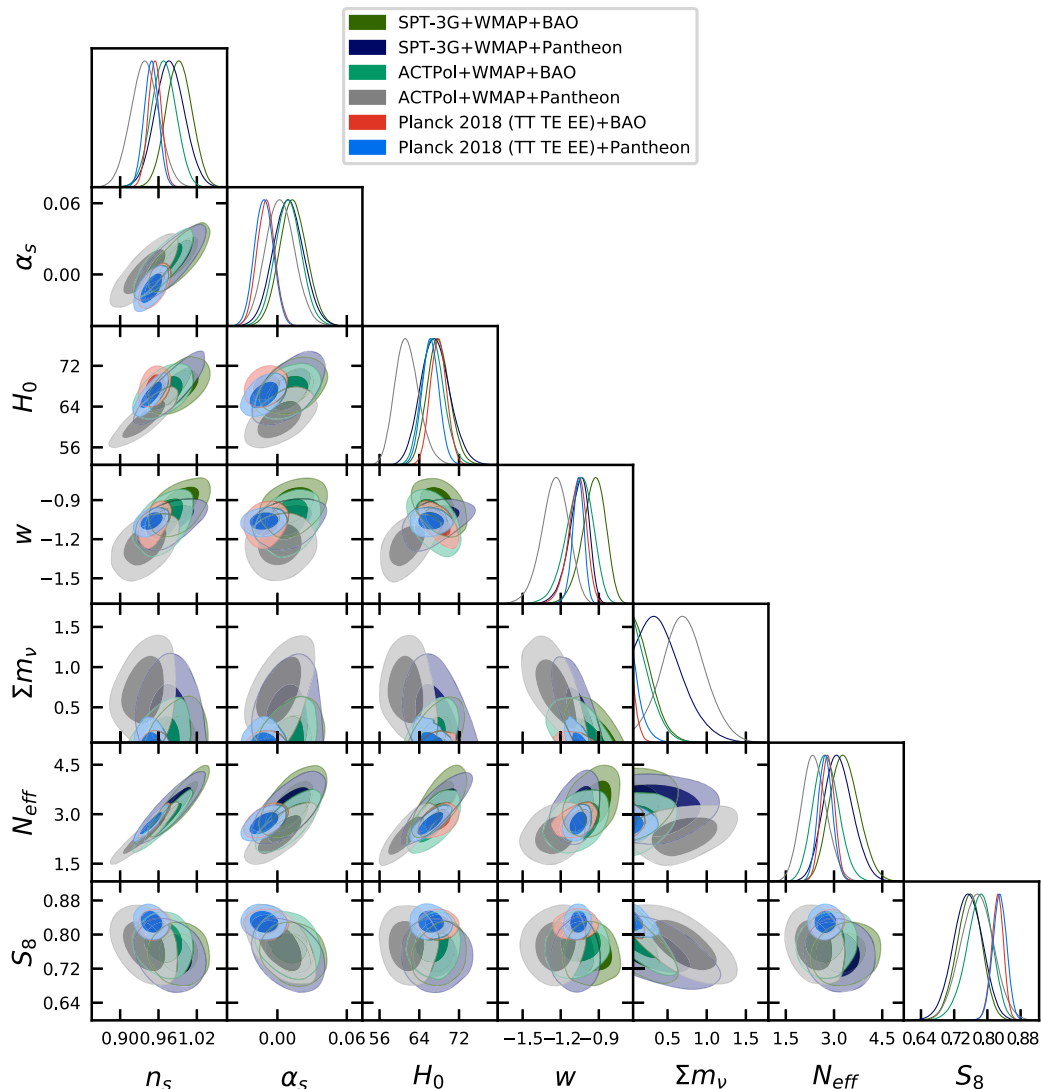 SPT-3G+WMAP+BAO
SPT-3G+WMAP+Pantheon
ACTPol+WMAP+BAO
ACTPol+WMAP+Pantheon
Planck 2018 (TT TE EE)+BAO
Planck 2018 (TT TE EE)+Pantheon
0.06
0.00
α_s
72
64
56
H_0
−0.9
−1.2
−1.5
w
1.5
1.0
0.5
Σm_ν
4.5
3.0
1.5
N_eff
0.88
0.80
0.72
0.64
S_8
0.900 0.961 1.02 0.00 0.06 56 64 72 −1.5 −1.2 −0.9 0.5 1.0 1.5 1.5 3.0 4.5 0.64 0.72 0.80 0.88
n_s α_s H_0 w Σm_ν N_eff S_8